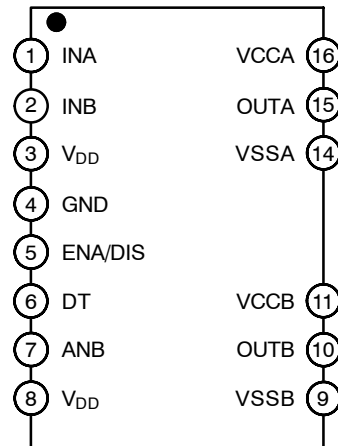 1 INA VCCA 16
2 INB OUTA 15
3 VDD VSSA 14
4 GND
5 ENA/DIS
6 DT VCCB 11
7 ANB OUTB 10
8 VDD VSSB 9